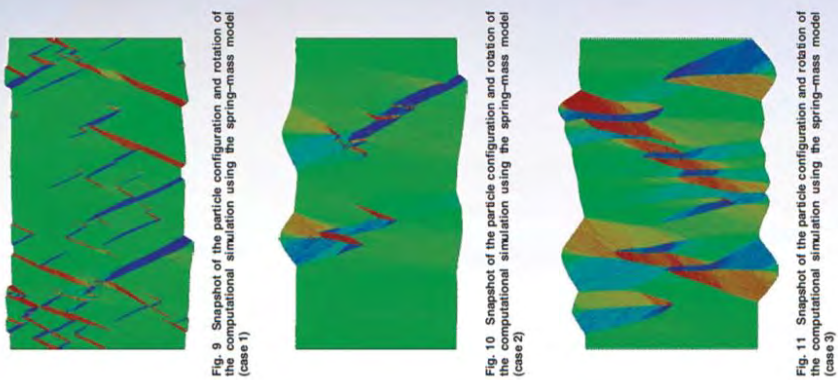 Fig. 9 Snapshot of the particle configuration and rotation of
the computational simulation using the spring–mass model
(case 1)
Fig. 10 Snapshot of the particle configuration and rotation of
the computational simulation using the spring–mass model
(case 2)
Fig. 11 Snapshot of the particle configuration and rotation of
the computational simulation using the spring–mass model
(case 3)